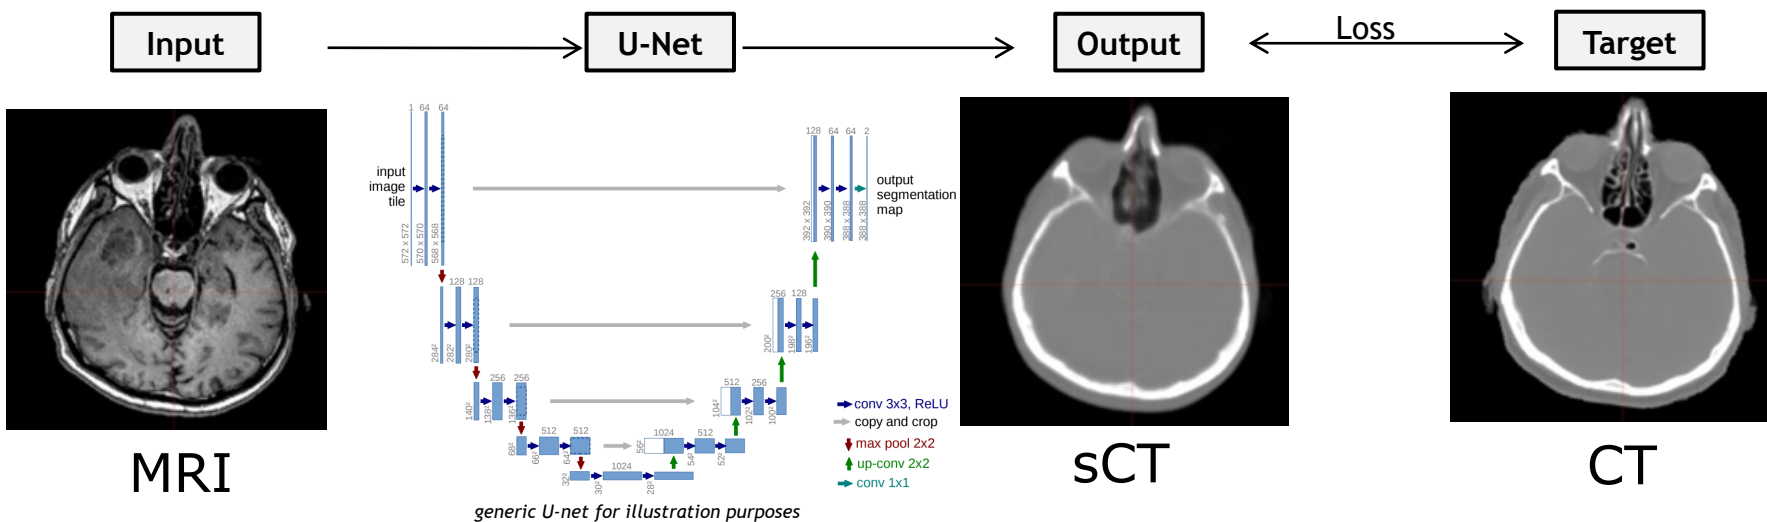 Input
U-Net
Output
Loss
Target
1 64 64
128 64 64 2
input
image
tile
output
segmentation
map
572 x 572
570 x 570
568 x 568
392 x 392
390 x 390
388 x 388
388 x 388
128 128
256 128
284²
282²
280²
200²
198²
196²
256 256
512 256
140²
138²
136²
104²
102²
100²
512 512
1024 512
68²
66²
64²
56²
54²
52²
1024
32²
30²
28²
conv 3x3, ReLU
copy and crop
max pool 2x2
up-conv 2x2
conv 1x1
MRI
sCT
CT
generic U-net for illustration purposes